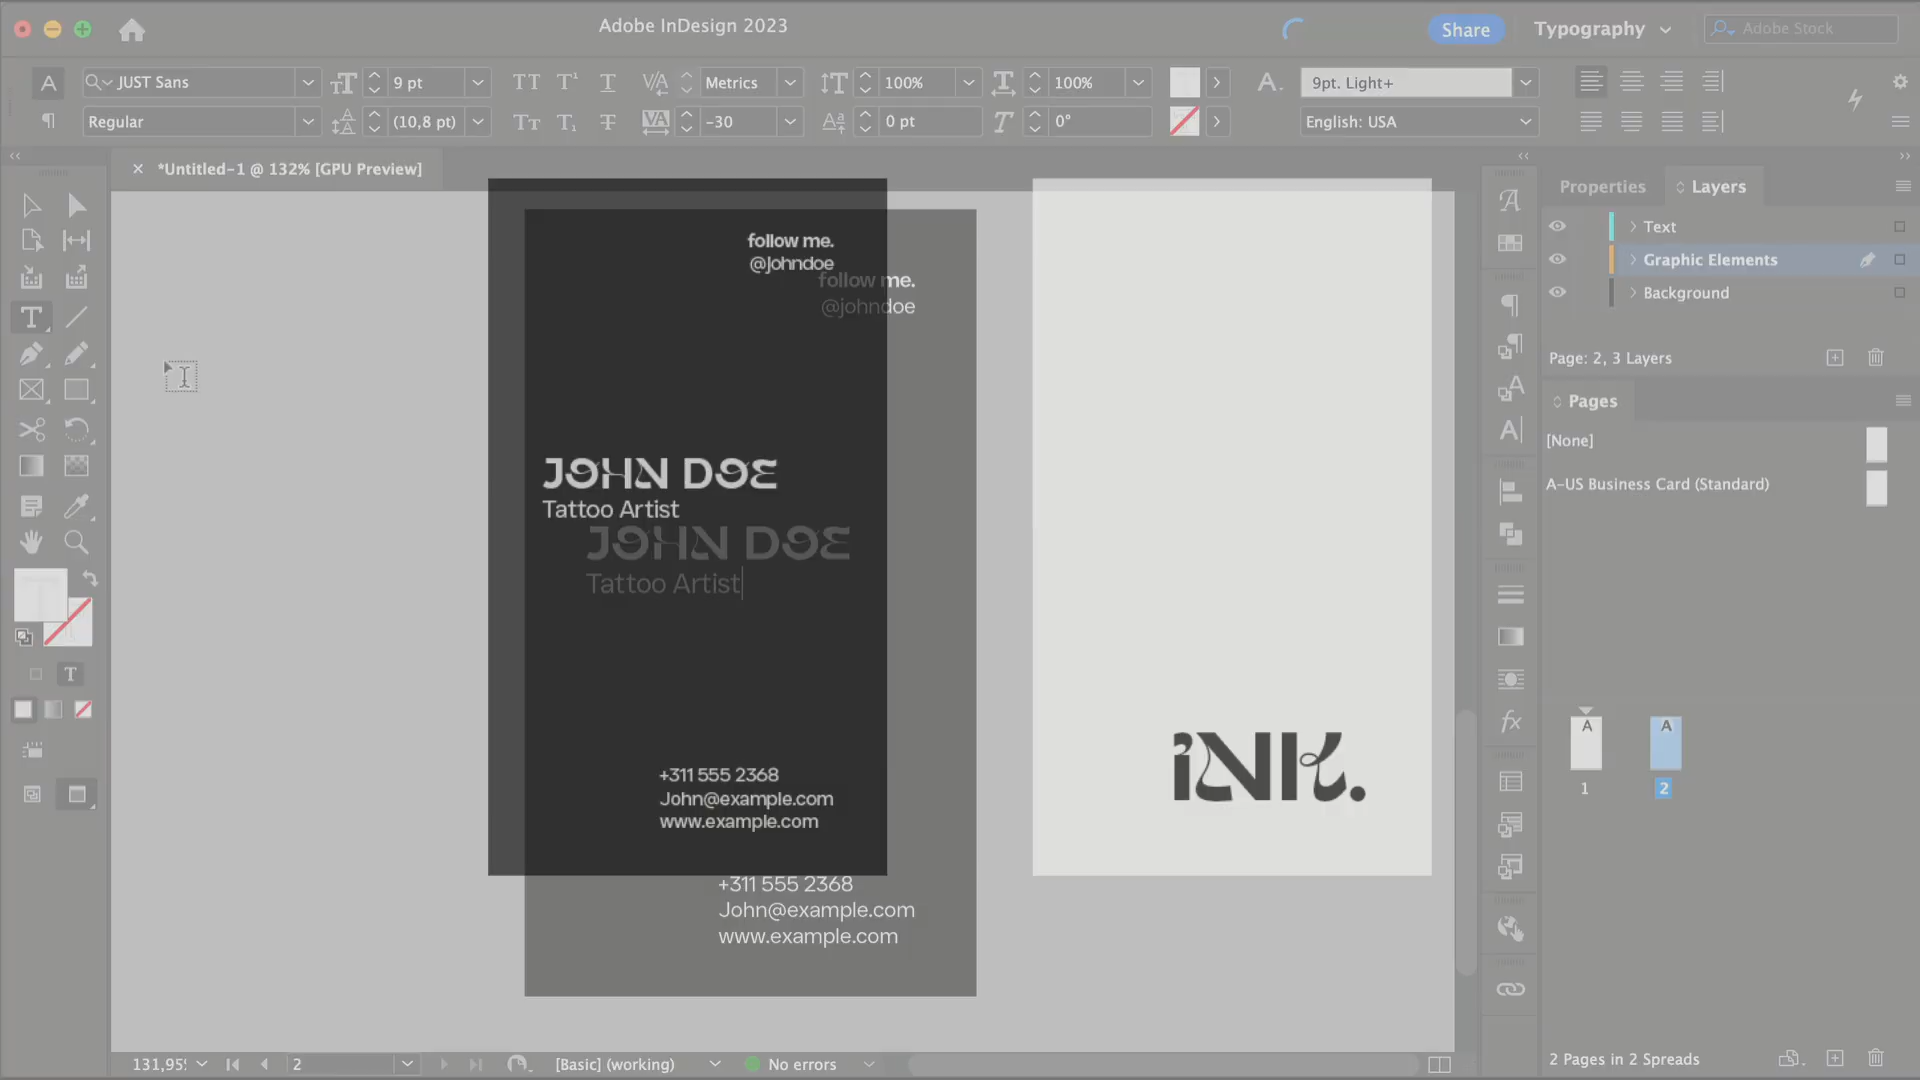 Adobe InDesign 2023
Share
Typography
Adobe Stock
JUST Sans
9 pt
Metrics
100%
100%
9pt. Light+
Regular
(10,8 pt)
-30
0 pt
0°
English: USA
*Untitled-1 @ 132% [GPU Preview]
Properties
Layers
Text
Graphic Elements
Background
Page: 2, 3 Layers
Pages
[None]
A-US Business Card (Standard)
A
1
A
2
2 Pages in 2 Spreads
follow me.
@johndoe
follow me.
@johndoe
JOHN DOE
Tattoo Artist
JOHN DOE
Tattoo Artist
+311 555 2368
John@example.com
www.example.com
+311 555 2368
John@example.com
www.example.com
iNK.
131,95
2
[Basic] (working)
No errors